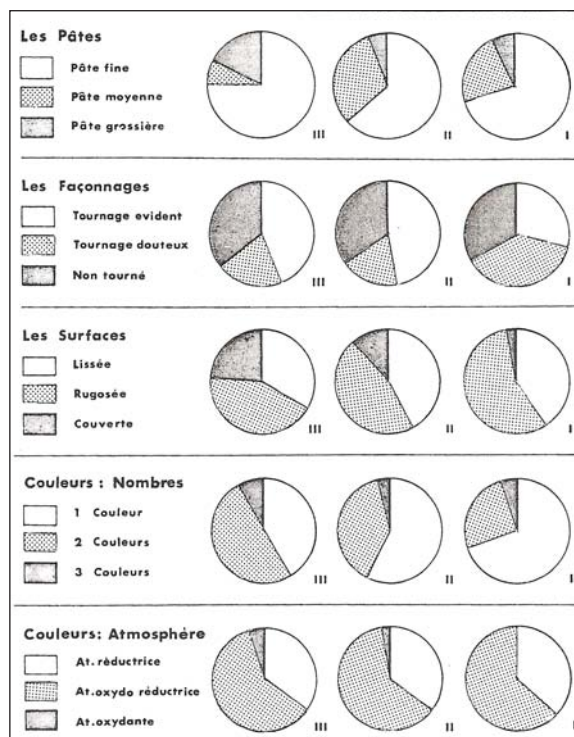 Les Pâtes
Pâte fine
Pâte moyenne
Pâte grossière
III II I
Les Façonnages
Tournage evident
Tournage douteux
Non tourné
III II I
Les Surfaces
Lissée
Rugosée
Couverte
III II I
Couleurs : Nombres
1 Couleur
2 Couleurs
3 Couleurs
III II I
Couleurs: Atmosphère
At. rèductrice
At. oxydo réductrice
At. oxydante
III II I